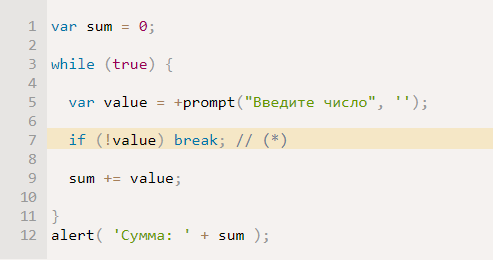 1 var sum = 0;
2
3 while (true) {
4
5 var value = +prompt("Введите число", '');
6
7 if (!value) break; // (*)
8
9 sum += value;
10
11 }
12 alert( 'Сумма: ' + sum );